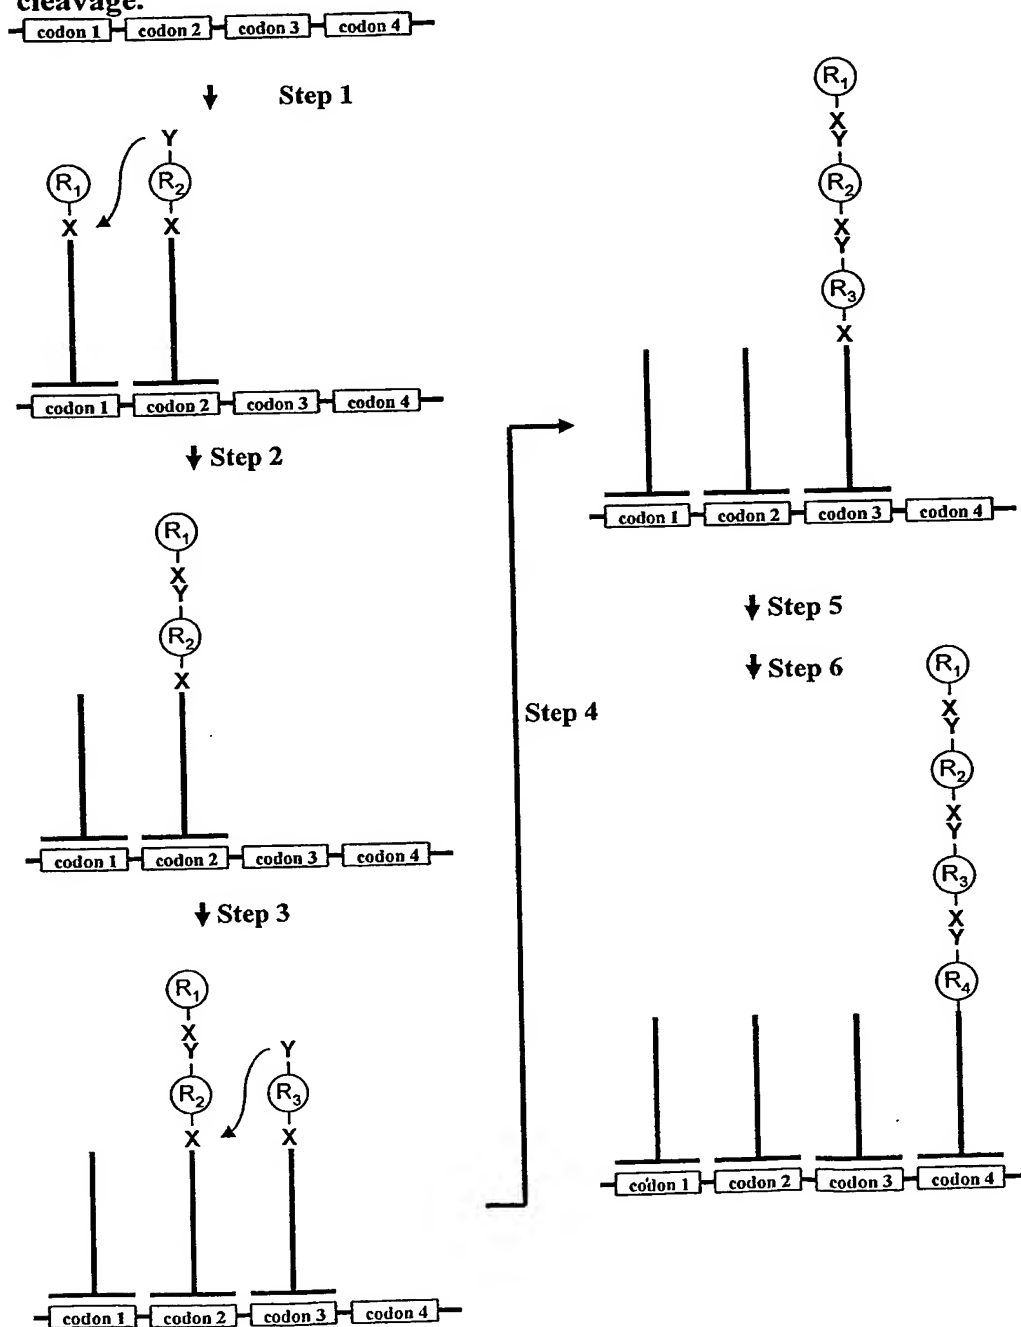 cleavage.
codon 1 codon 2 codon 3 codon 4
Step 1
Y
R1 R2
X X
codon 1 codon 2 codon 3 codon 4
Step 2
R1
X
Y
R2
X
codon 1 codon 2 codon 3 codon 4
Step 3
R1
X
Y Y
R2 R3
X X
codon 1 codon 2 codon 3 codon 4
Step 4
R1
X
Y
R2
X
Y
R3
X
codon 1 codon 2 codon 3 codon 4
Step 5
Step 6
R1
X
Y
R2
X
Y
R3
X
Y
R4
codon 1 codon 2 codon 3 codon 4